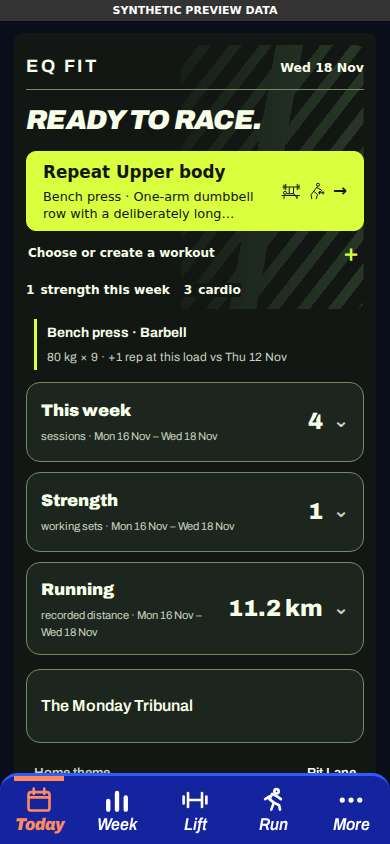 SYNTHETIC PREVIEW DATA
EQ FIT
Wed 18 Nov
READY TO RACE.
Repeat Upper body
Bench press · One-arm dumbbell
row with a deliberately long… →
Choose or create a workout +
1 strength this week 3 cardio
Bench press · Barbell
80 kg × 9 · +1 rep at this load vs Thu 12 Nov
This week
sessions · Mon 16 Nov – Wed 18 Nov
4
Strength
working sets · Mon 16 Nov – Wed 18 Nov
1
Running
recorded distance · Mon 16 Nov –
Wed 18 Nov
11.2 km
The Monday Tribunal
Home theme
Pit Lane
Today Week Lift Run More